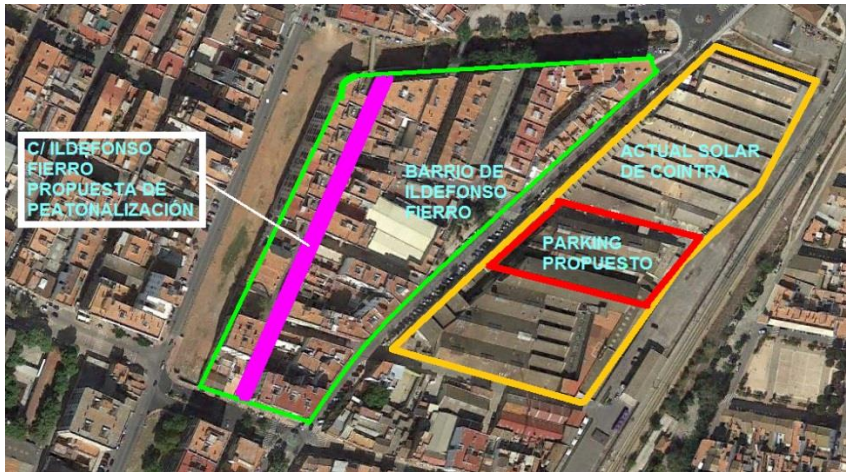 C/ ILDEFONSO
FIERRO
PROPUESTA DE
PEATONALIZACIÓN
BARRIO DE
ILDEFONSO
FIERRO
ACTUAL SOLAR
DE COINTRA
PARKING
PROPUESTO